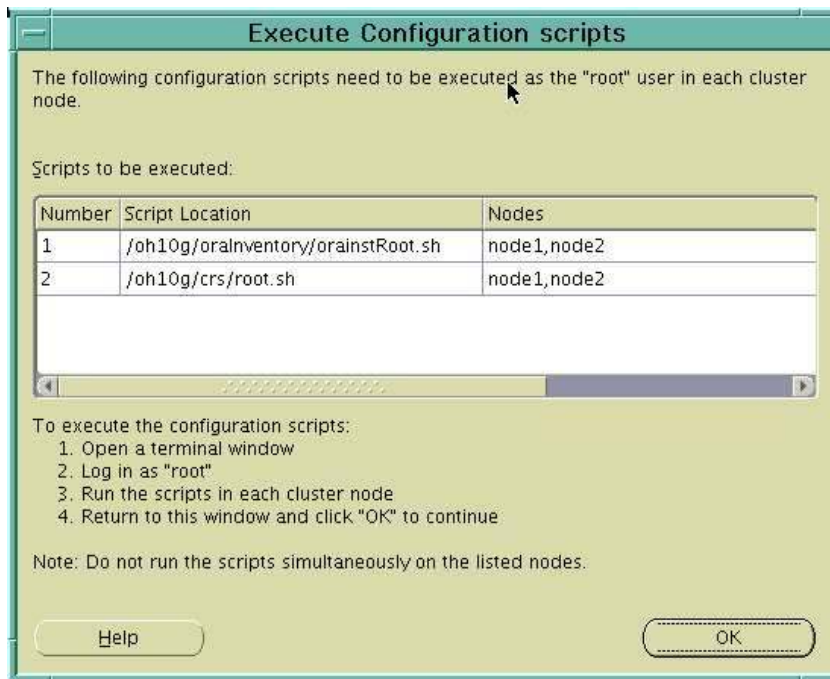 Execute Configuration scripts
The following configuration scripts need to be executed as the "root" user in each cluster
node.
Scripts to be executed:
Number Script Location Nodes
1 /oh10g/oraInventory/orainstRoot.sh node1,node2
2 /oh10g/crs/root.sh node1,node2
To execute the configuration scripts:
1. Open a terminal window
2. Log in as "root"
3. Run the scripts in each cluster node
4. Return to this window and click "OK" to continue
Note: Do not run the scripts simultaneously on the listed nodes.
Help OK